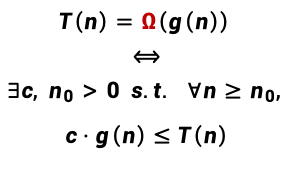 T(n) = Ω(g(n))
⇔
∃c, n₀ > 0 s.t. ∀n ≥ n₀,
c · g(n) ≤ T(n)